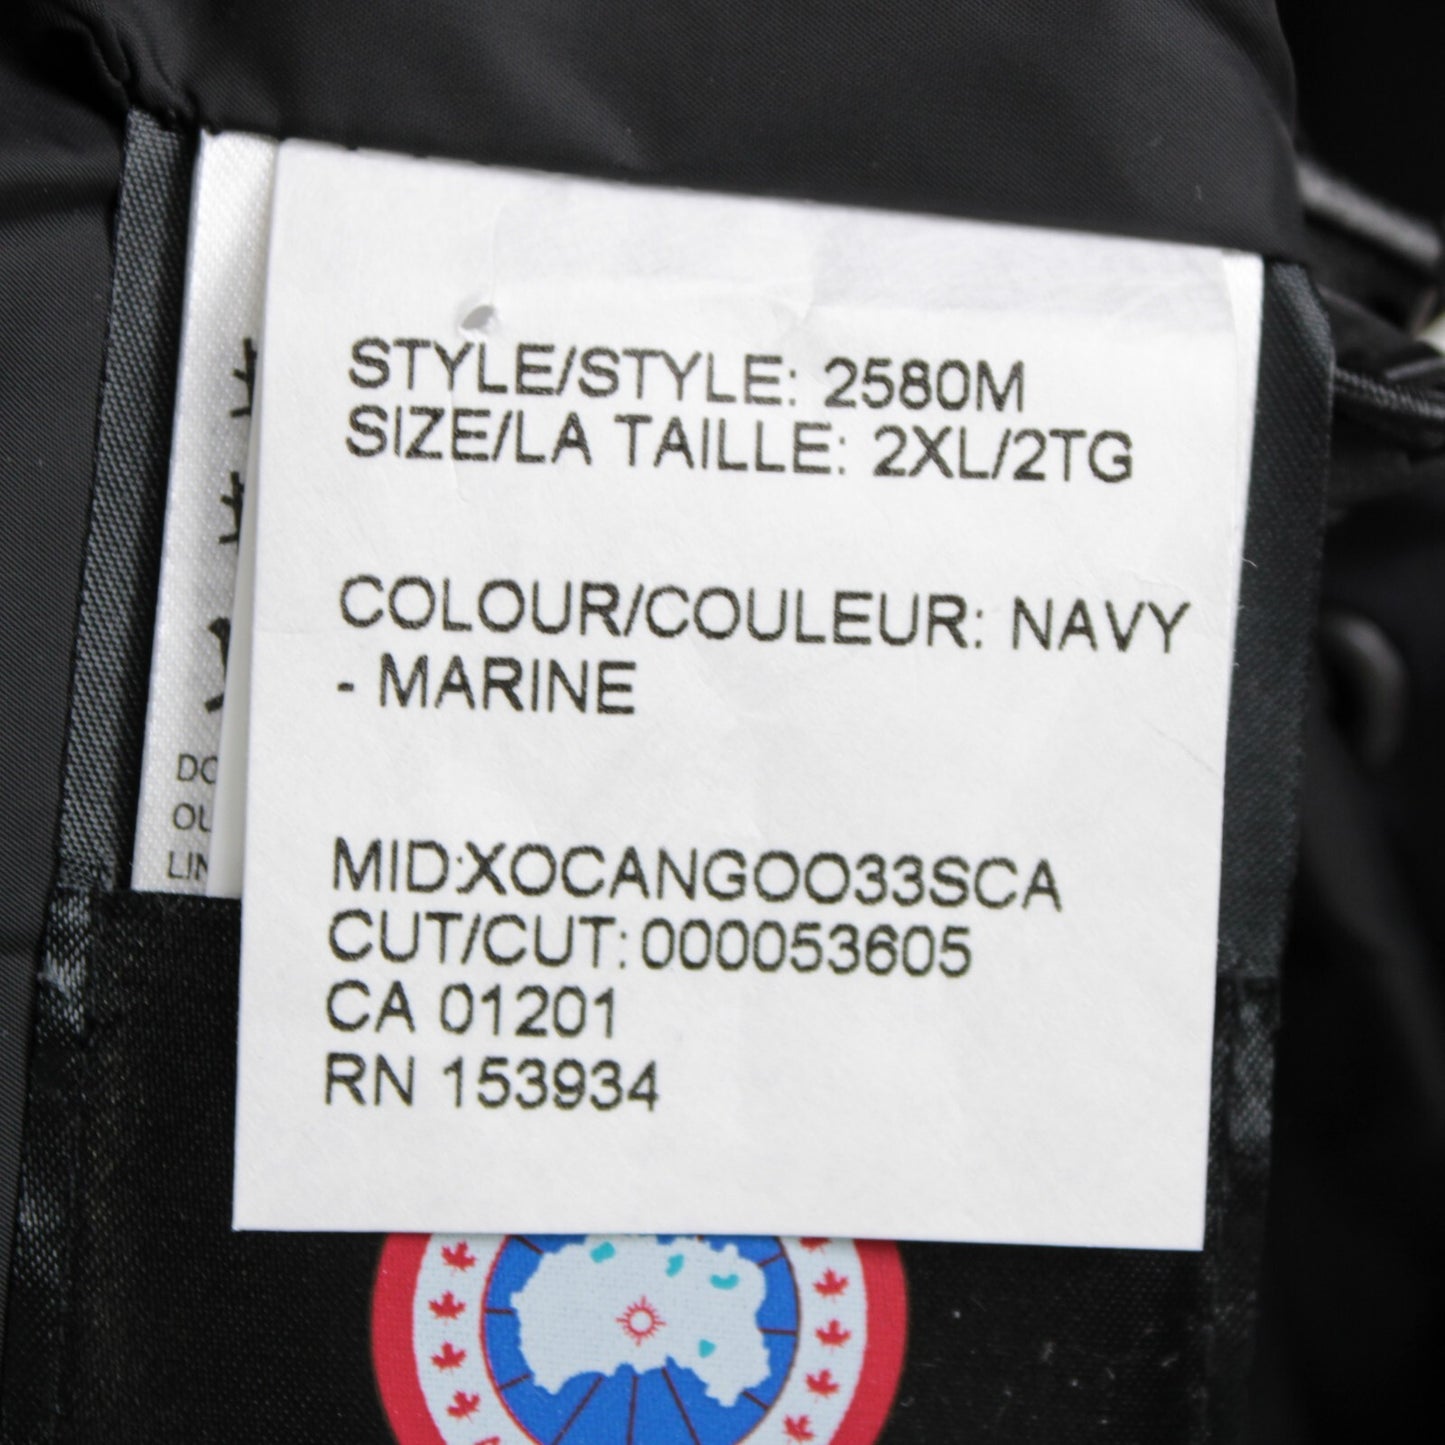 STYLE/STYLE: 2580M
SIZE/LA TAILLE: 2XL/2TG
COLOUR/COULEUR: NAVY
- MARINE
MID:XOCANGOO33SCA
CUT/CUT: 000053605
CA 01201
RN 153934